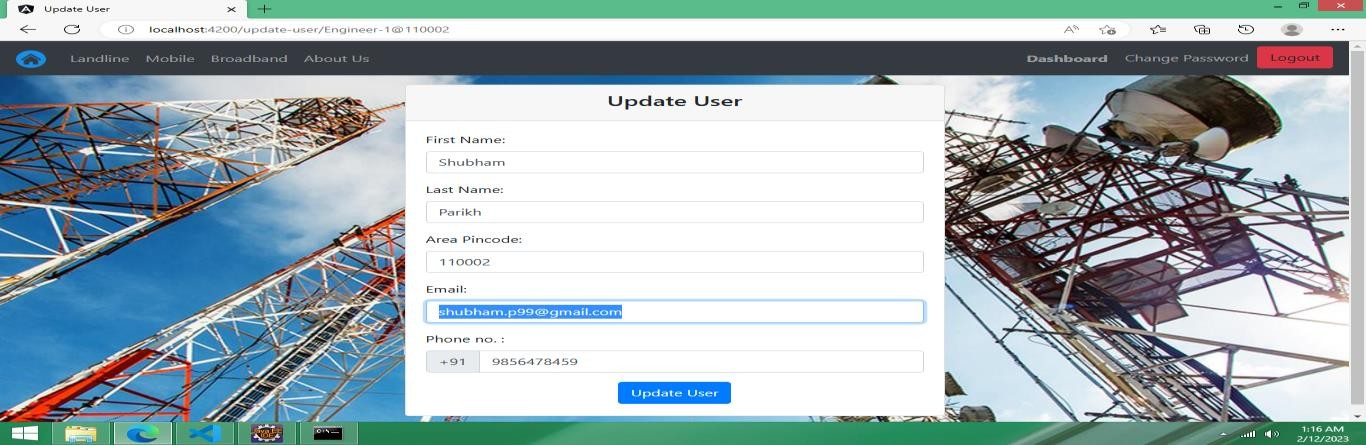 Update User
localhost:4200/update-user/Engineer-1@110002
Landline Mobile Broadband About Us Dashboard Change Password Logout
Update User
First Name:
Shubham
Last Name:
Parikh
Area Pincode:
110002
Email:
shubham.p99@gmail.com
Phone no. :
+91 9856478459
Update User
1:16 AM
2/12/2023